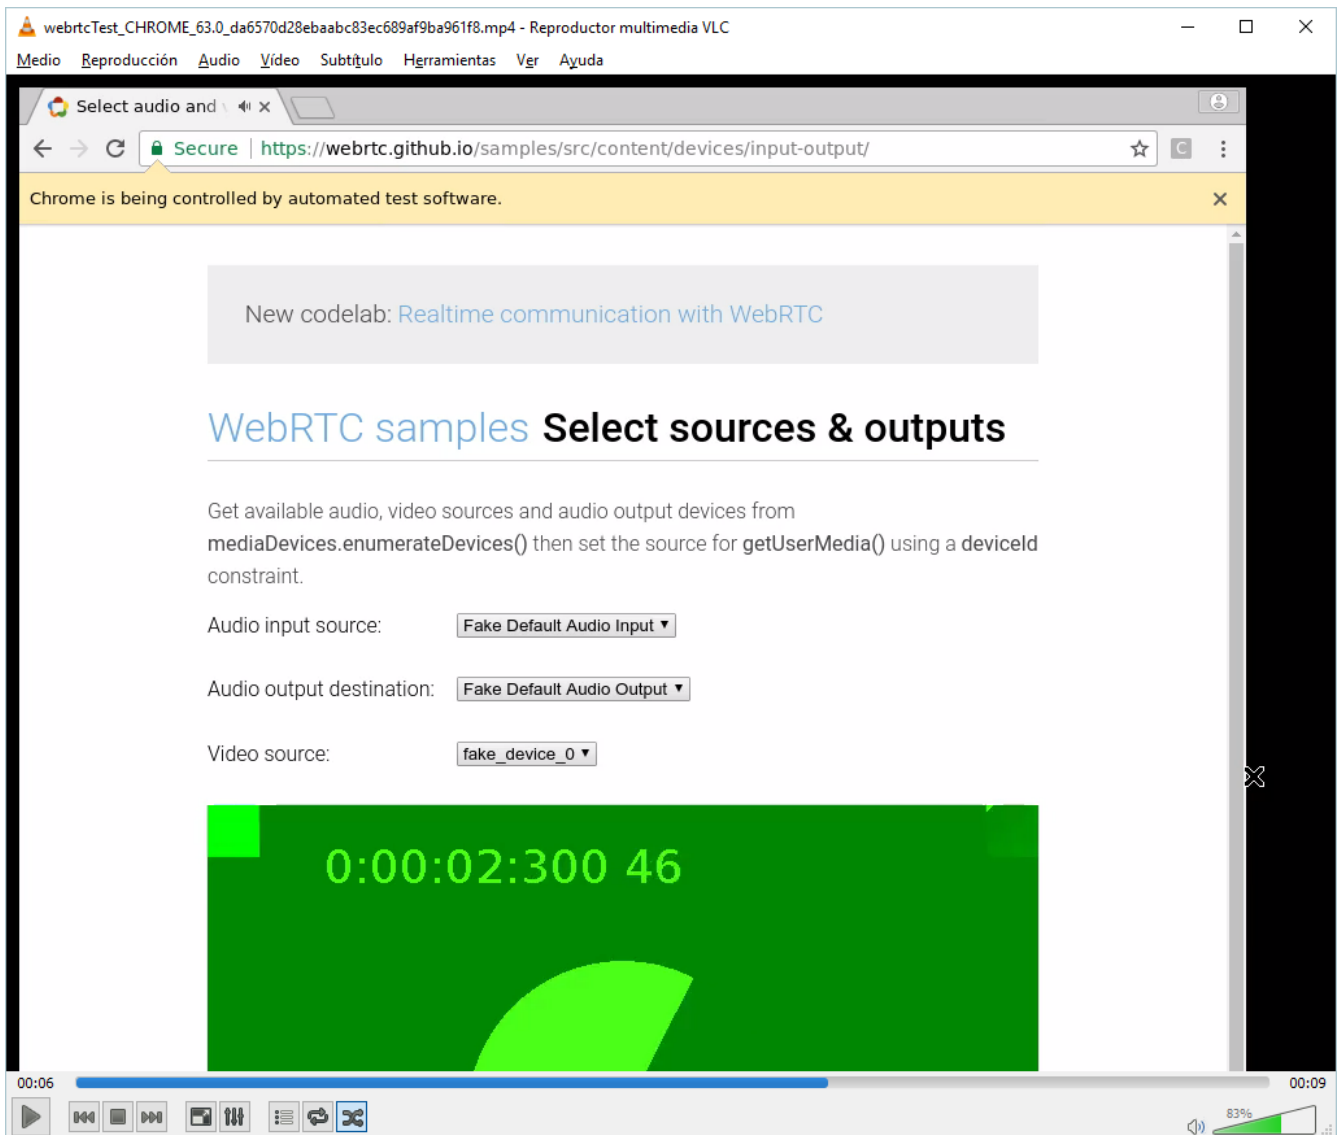 webrtcTest_CHROME_63.0_da6570d28ebaabc83ec689af9ba961f8.mp4 - Reproductor multimedia VLC
Medio Reproducción Audio Vídeo Subtítulo Herramientas Ver Ayuda
Select audio and
Secure https://webrtc.github.io/samples/src/content/devices/input-output/
C
Chrome is being controlled by automated test software.
New codelab: Realtime communication with WebRTC
WebRTC samples Select sources & outputs
Get available audio, video sources and audio output devices from
mediaDevices.enumerateDevices() then set the source for getUserMedia() using a deviceId
constraint.
Audio input source: Fake Default Audio Input
Audio output destination: Fake Default Audio Output
Video source: fake_device_0
0:00:02:300 46
00:06 00:09
83%